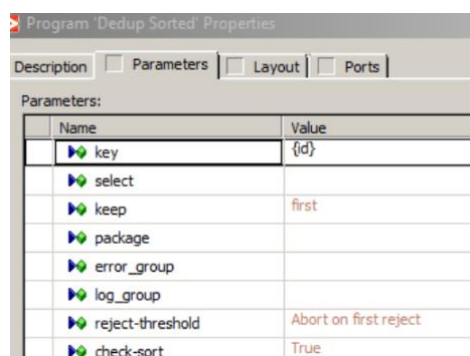 Program 'Dedup Sorted' Properties
Description Parameters Layout Ports
Parameters:
Name Value
key {id}
select
keep first
package
error_group
log_group
reject-threshold Abort on first reject
check-sort True